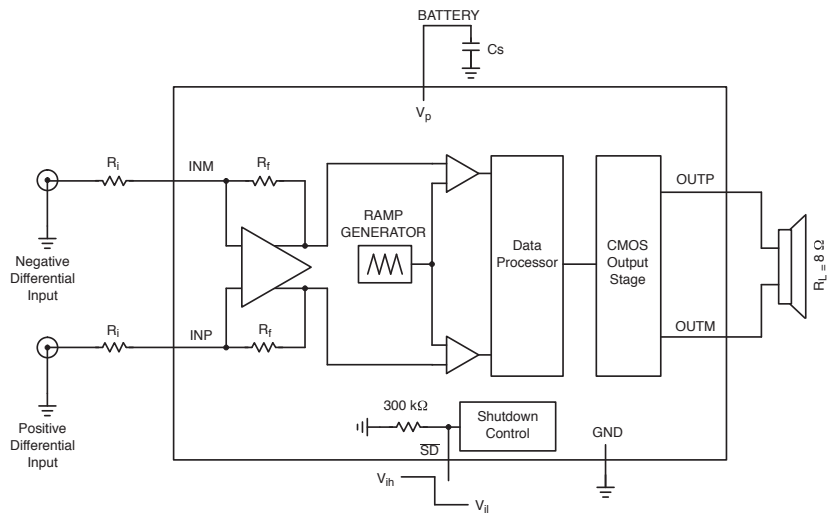 BATTERY
Cs
Vp
Ri
INM
Rf
OUTP
RAMP
GENERATOR
Negative
Differential
Input
Data
Processor
CMOS
Output
Stage
RL = 8 Ω
Ri
INP
Rf
OUTM
300 kΩ
Shutdown
Control
GND
Positive
Differential
Input
SD
Vih
Vil